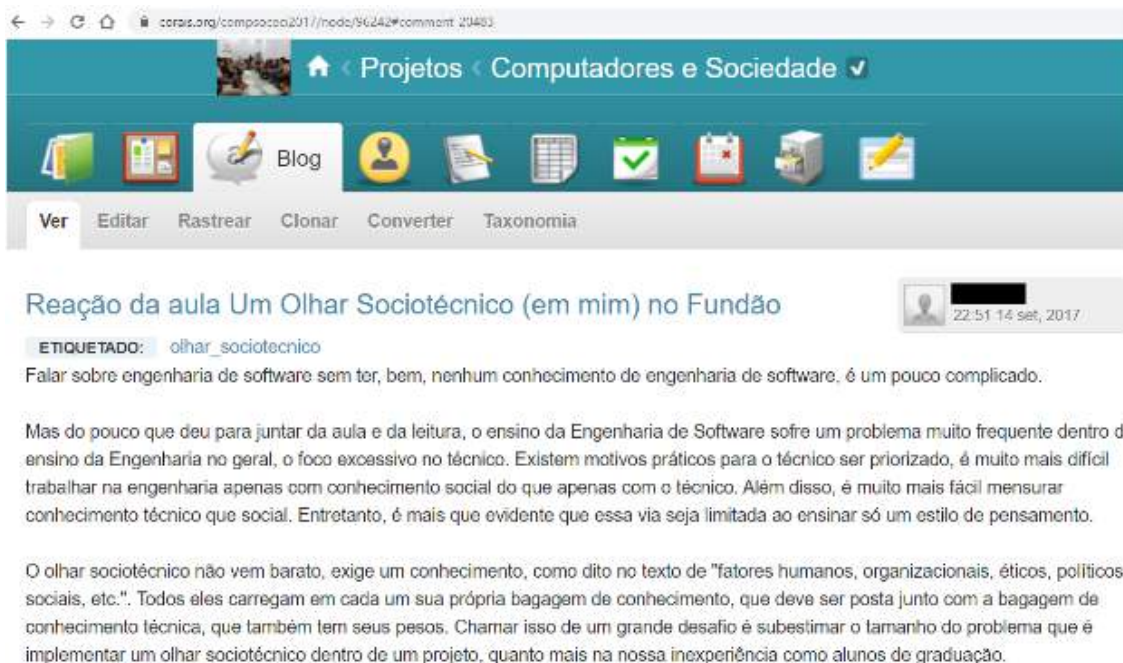 corais.org/compsocec2017/node/96242#comment-20483
Projetos < Computadores e Sociedade
Blog
Ver Editar Rastrear Clonar Converter Taxonomia
Reação da aula Um Olhar Sociotécnico (em mim) no Fundão
22:51 14 set, 2017
ETIQUETADO: olhar_sociotecnico
Falar sobre engenharia de software sem ter, bem, nenhum conhecimento de engenharia de software, é um pouco complicado.
Mas do pouco que deu para juntar da aula e da leitura, o ensino da Engenharia de Software sofre um problema muito frequente dentro d
ensino da Engenharia no geral, o foco excessivo no técnico. Existem motivos práticos para o técnico ser priorizado, é muito mais difícil
trabalhar na engenharia apenas com conhecimento social do que apenas com o técnico. Além disso, é muito mais fácil mensurar
conhecimento técnico que social. Entretanto, é mais que evidente que essa via seja limitada ao ensinar só um estilo de pensamento.
O olhar sociotécnico não vem barato, exige um conhecimento, como dito no texto de "fatores humanos, organizacionais, éticos, políticos
sociais, etc.". Todos eles carregam em cada um sua própria bagagem de conhecimento, que deve ser posta junto com a bagagem de
conhecimento técnica, que também tem seus pesos. Chamar isso de um grande desafio é subestimar o tamanho do problema que é
implementar um olhar sociotécnico dentro de um projeto, quanto mais na nossa inexperiência como alunos de graduação.